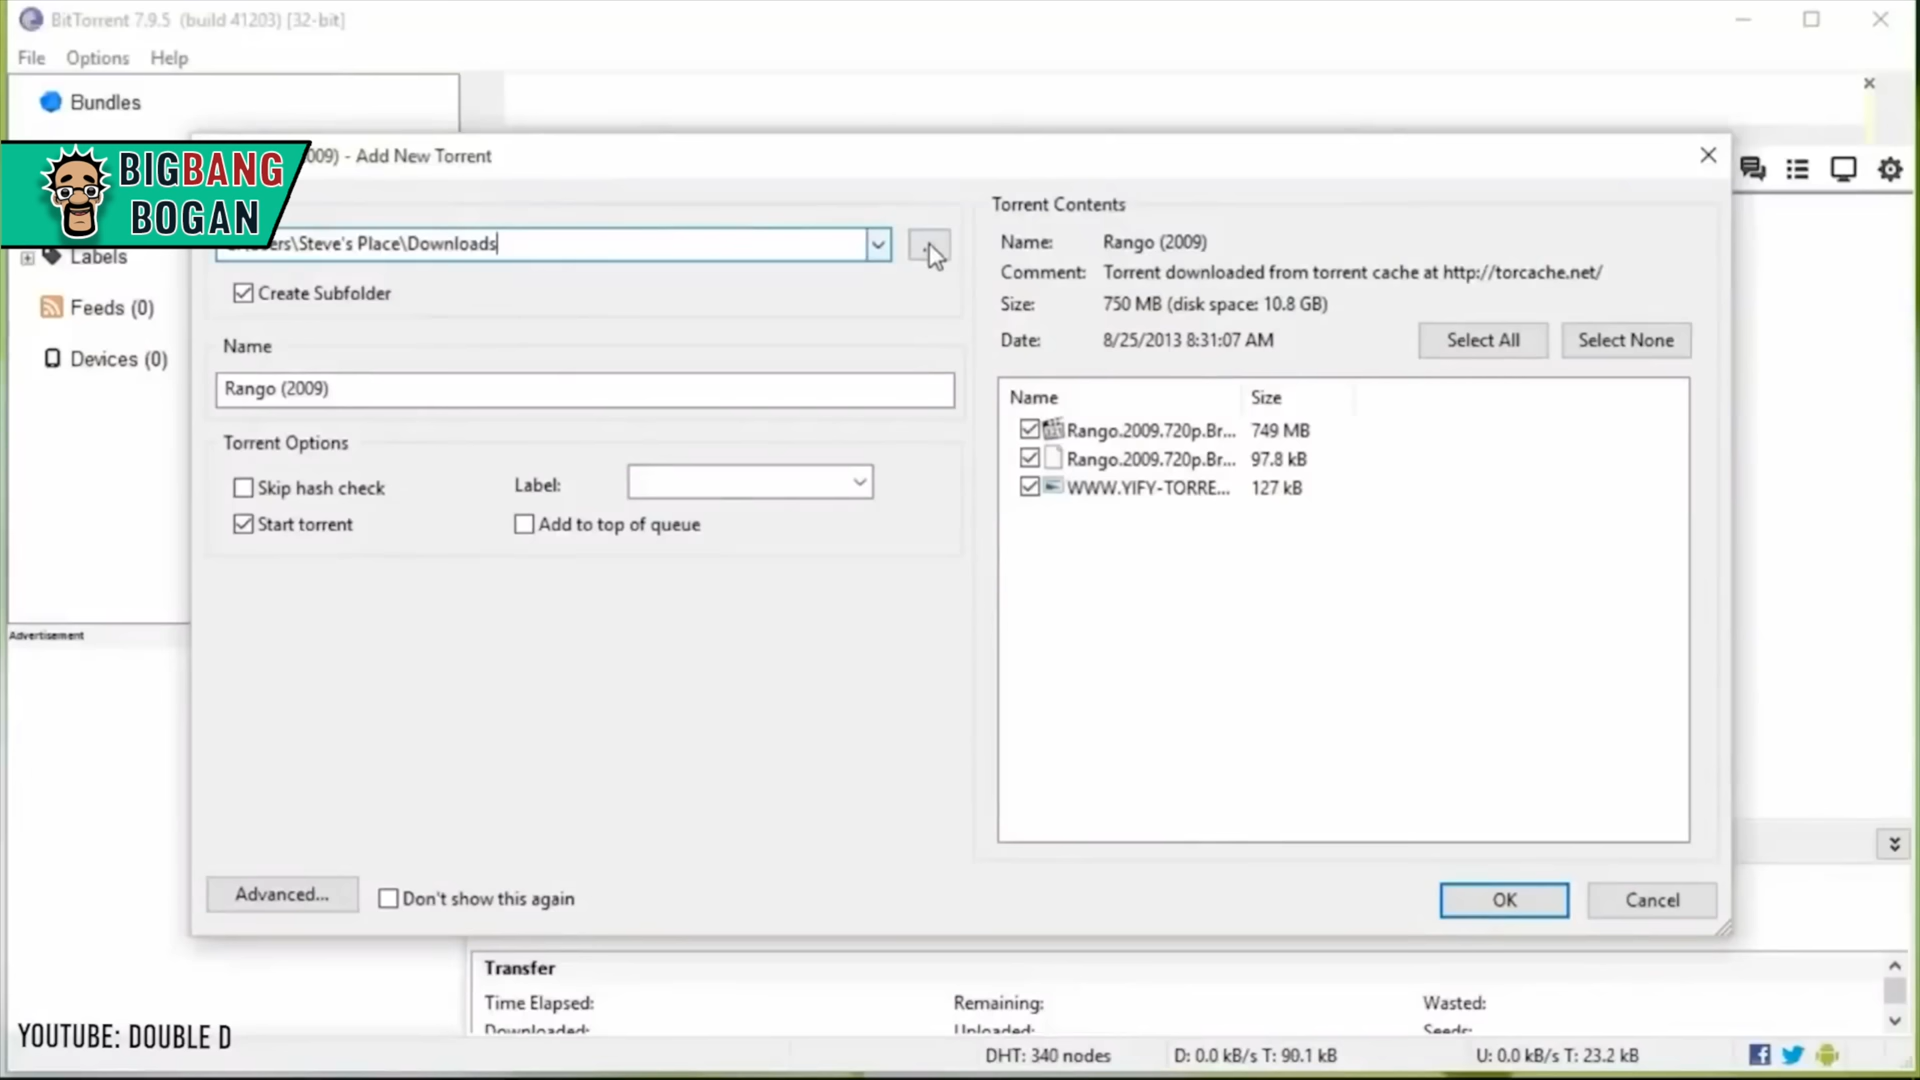 BitTorrent 7.9.5 (build 41203) [32-bit]
File Options Help
Bundles
BIGBANG
BOGAN
009) - Add New Torrent
ers\Steve's Place\Downloads
Create Subfolder
Labels
Feeds (0)
Devices (0)
Name
Rango (2009)
Torrent Options
Skip hash check
Label:
Start torrent
Add to top of queue
Advertisement
Torrent Contents
Name: Rango (2009)
Comment: Torrent downloaded from torrent cache at http://torcache.net/
Size: 750 MB (disk space: 10.8 GB)
Date: 8/25/2013 8:31:07 AM
Select All
Select None
Name Size
Rango.2009.720p.Br... 749 MB
Rango.2009.720p.Br... 97.8 kB
WWW.YIFY-TORRE... 127 kB
Advanced...
Don't show this again
OK
Cancel
Transfer
Time Elapsed: Remaining: Wasted:
Downloaded: Uploaded: Seeds:
YOUTUBE: DOUBLE D
DHT: 340 nodes D: 0.0 kB/s T: 90.1 kB U: 0.0 kB/s T: 23.2 kB